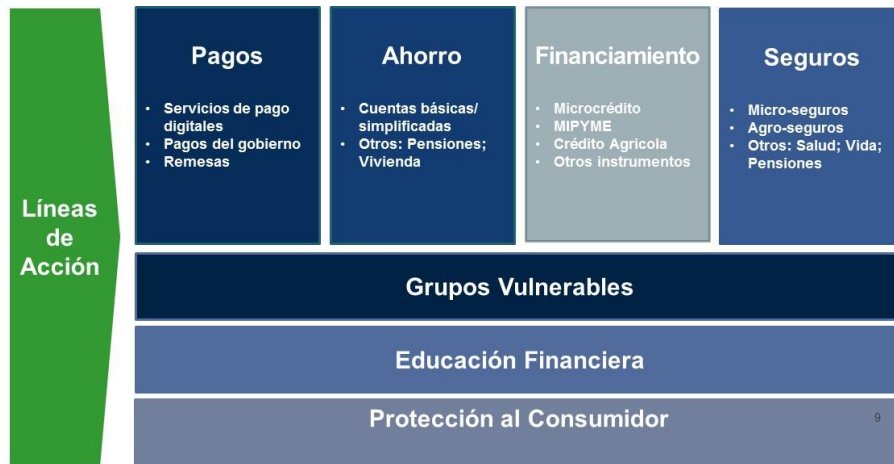 Líneas
de
Acción
Pagos
• Servicios de pago
digitales
• Pagos del gobierno
• Remesas
Ahorro
• Cuentas básicas/
simplificadas
• Otros: Pensiones;
Vivienda
Financiamiento
• Microcrédito
• MIPYME
• Crédito Agricola
• Otros instrumentos
Seguros
• Micro-seguros
• Agro-seguros
• Otros: Salud; Vida;
Pensiones
Grupos Vulnerables
Educación Financiera
Protección al Consumidor
9